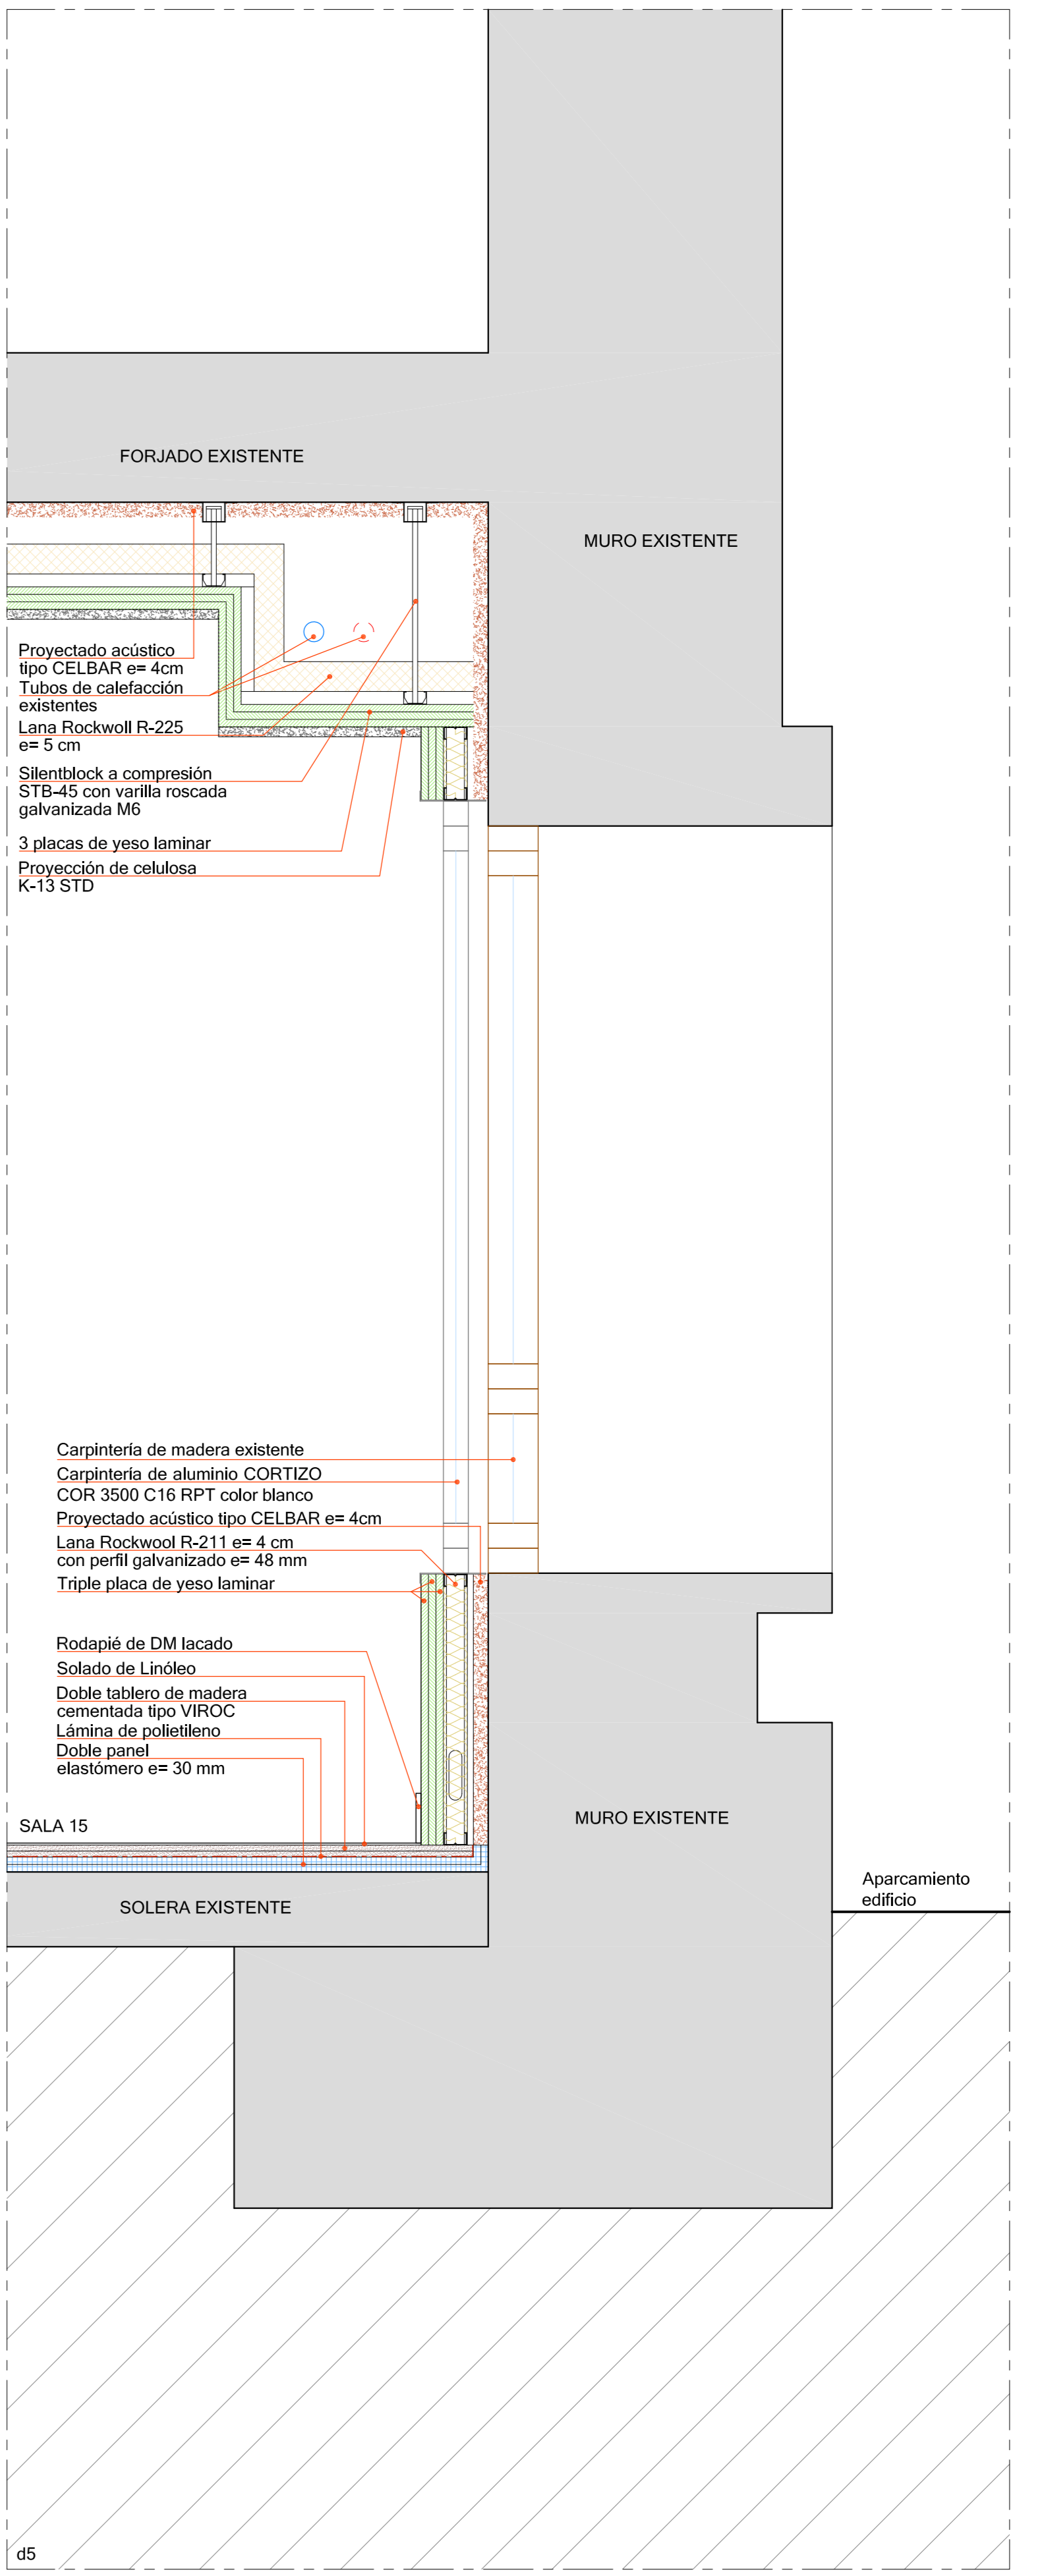 FORJADO EXISTENTE
MURO EXISTENTE
Proyectado acústico
tipo CELBAR e= 4cm
Tubos de calefacción
existentes
Lana Rockwoll R-225
e= 5 cm
Silentblock a compresión
STB-45 con varilla roscada
galvanizada M6
3 placas de yeso laminar
Proyección de celulosa
K-13 STD
Carpintería de madera existente
Carpintería de aluminio CORTIZO
COR 3500 C16 RPT color blanco
Proyectado acústico tipo CELBAR e= 4cm
Lana Rockwool R-211 e= 4 cm
con perfil galvanizado e= 48 mm
Triple placa de yeso laminar
Rodapié de DM lacado
Solado de Linóleo
Doble tablero de madera
cementada tipo VIROC
Lámina de polietileno
Doble panel
elastómero e= 30 mm
SALA 15
MURO EXISTENTE
Aparcamiento
edificio
SOLERA EXISTENTE
d5